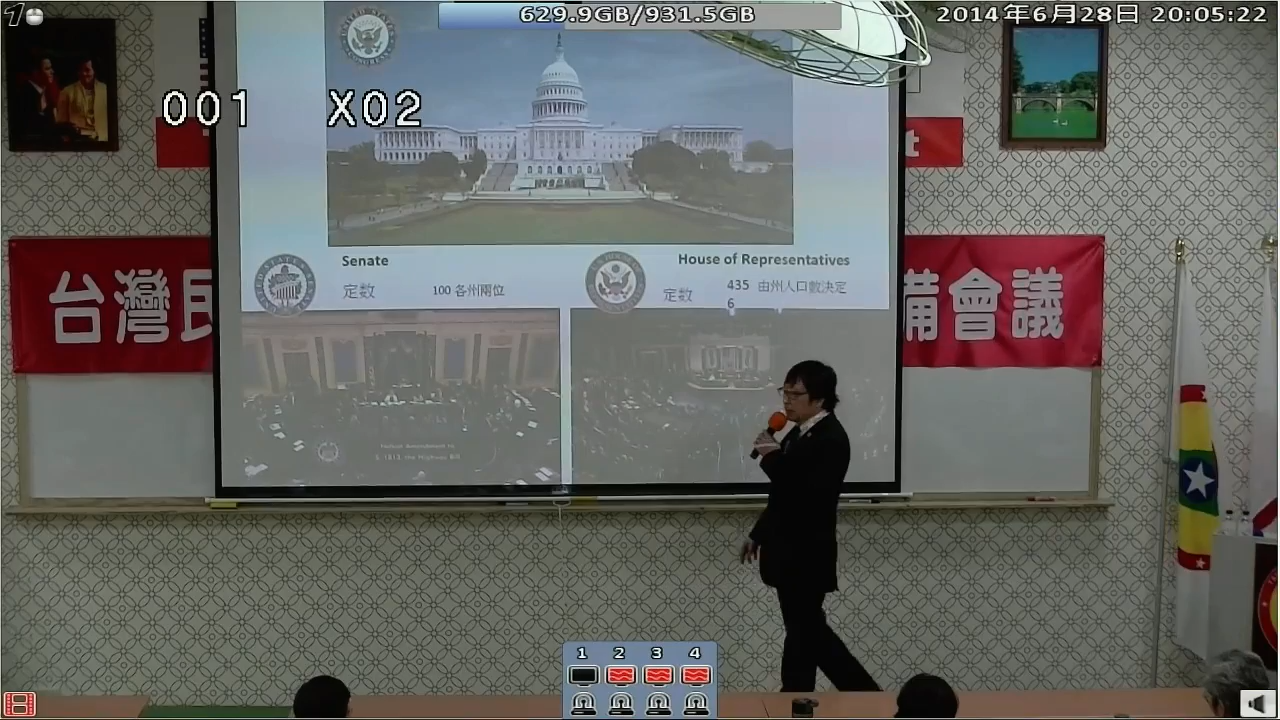 629.9GB/931.5GB
2014年6月28日 20:05:22
001 X02
t
台灣民
備會議
Senate
定数 100 各州兩位
House of Representatives
定数 435 由州人口數決定
6
1 2 3 4